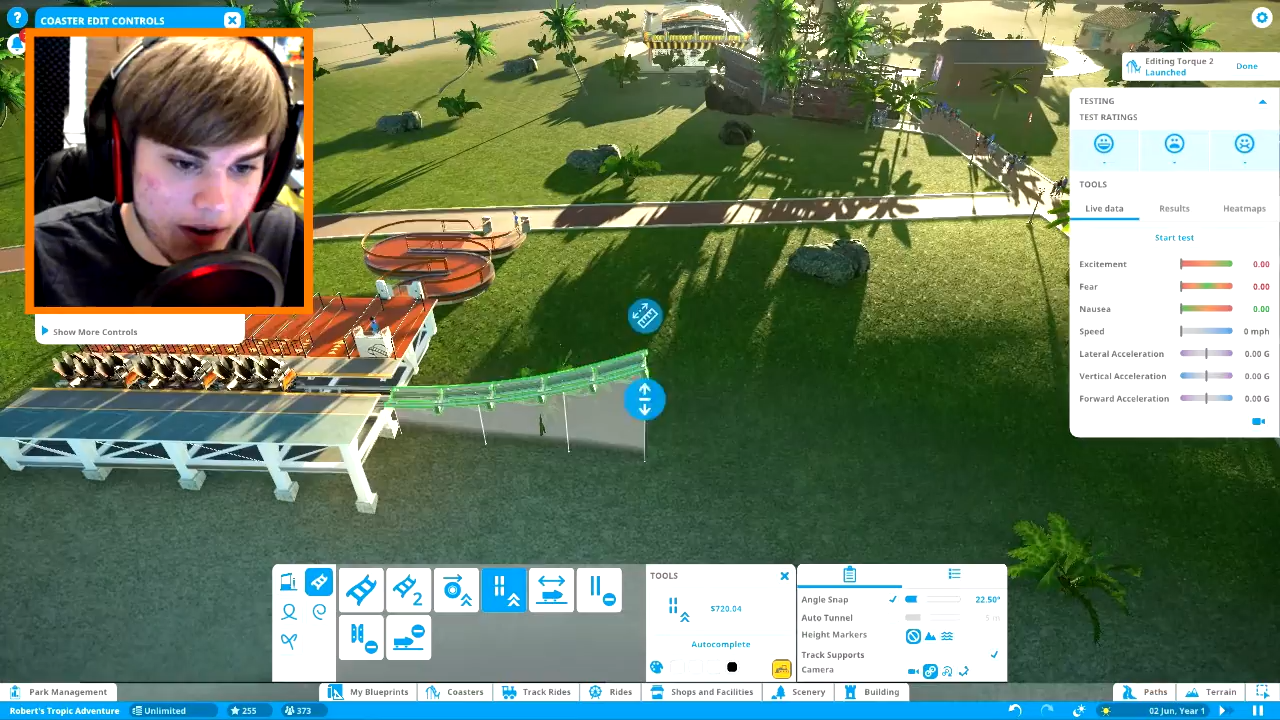 ?
COASTER EDIT CONTROLS
Show More Controls
Editing Torque 2
Launched
Done
TESTING
TEST RATINGS
-
-
-
TOOLS
Live data
Results
Heatmaps
Start test
Excitement 0.00
Fear 0.00
Nausea 0.00
Speed 0 mph
Lateral Acceleration 0.00 G
Vertical Acceleration 0.00 G
Forward Acceleration 0.00 G
2
TOOLS
$720.04
Autocomplete
Angle Snap 22.50°
Auto Tunnel 5 m
Height Markers
Track Supports
Camera
Park Management
My Blueprints
Coasters
Track Rides
Rides
Shops and Facilities
Scenery
Building
Paths
Terrain
Robert's Tropic Adventure
Unlimited
255
373
02 Jun, Year 1